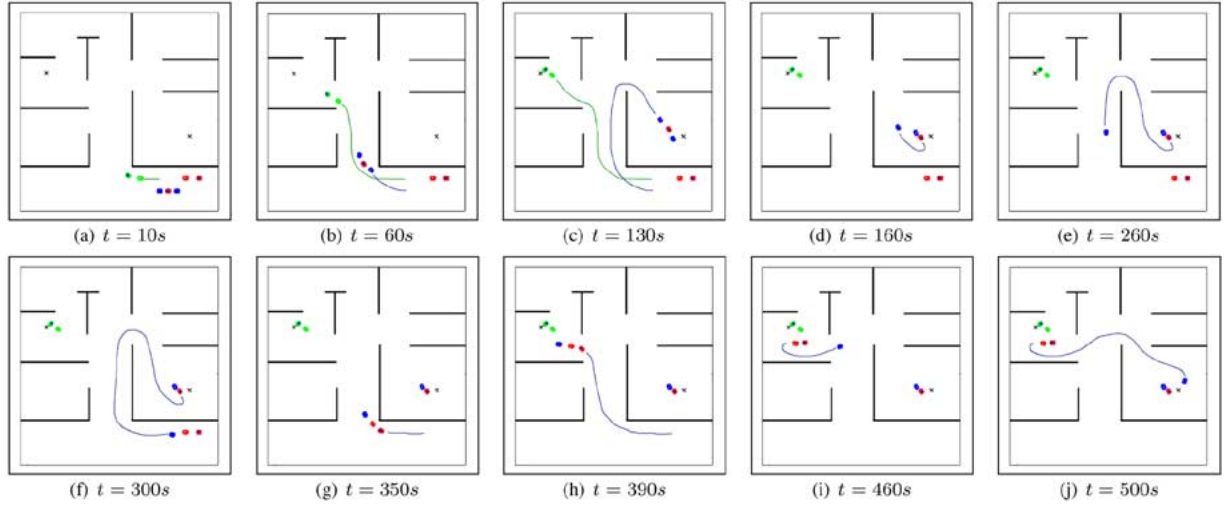 (a) t = 10s
(b) t = 60s
(c) t = 130s
(d) t = 160s
(e) t = 260s
(f) t = 300s
(g) t = 350s
(h) t = 390s
(i) t = 460s
(j) t = 500s